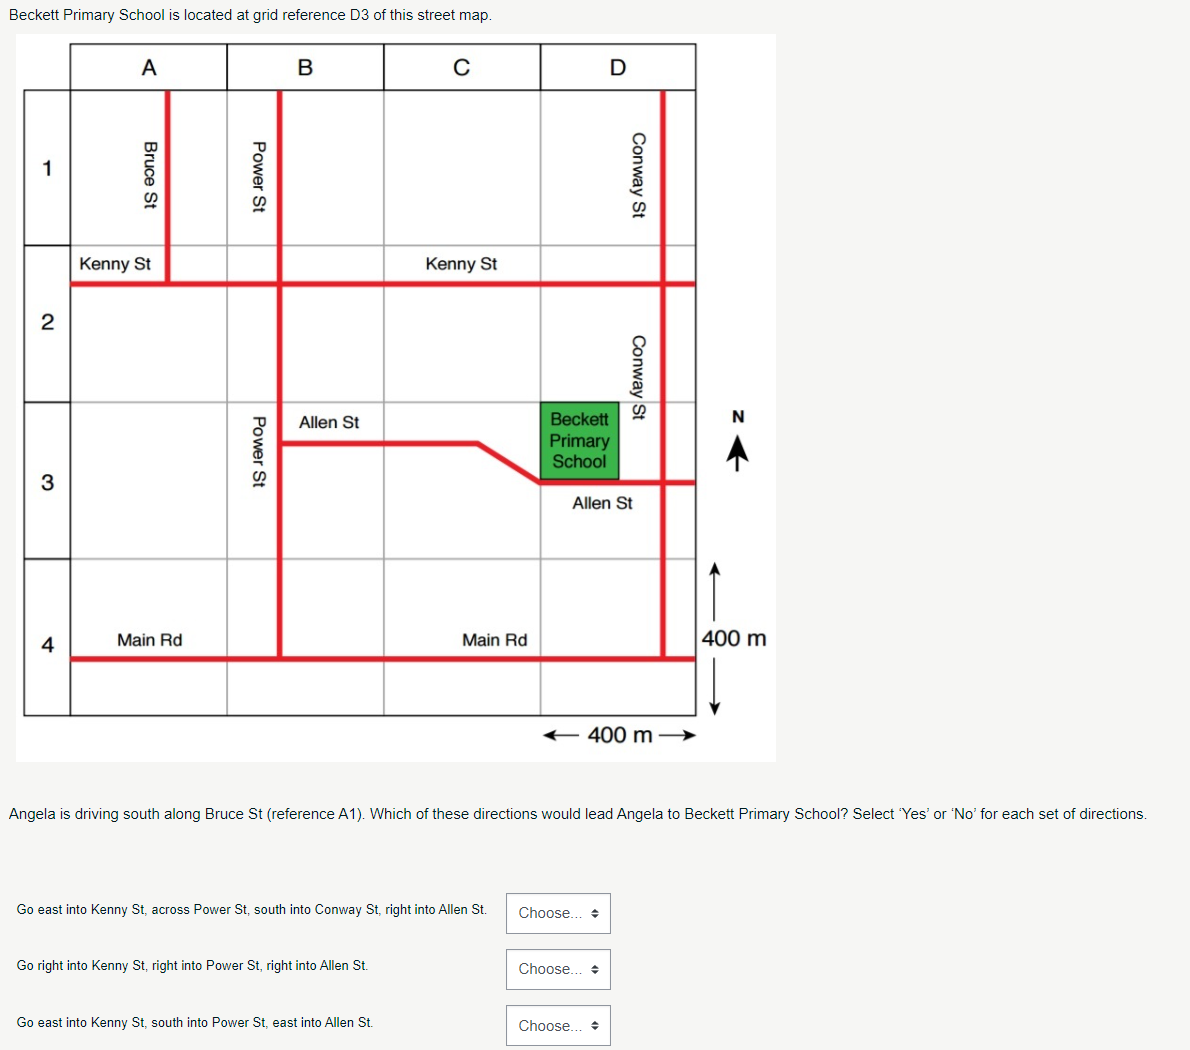 Beckett Primary School is located at grid reference D3 of this street map.
A B C D
1
Bruce St
Power St
Conway St
Kenny St Kenny St
2
Conway St
Allen St
Beckett
Primary
School
N
Power St
3
Allen St
4
Main Rd Main Rd
400 m
400 m
Angela is driving south along Bruce St (reference A1). Which of these directions would lead Angela to Beckett Primary School? Select ‘Yes’ or ‘No’ for each set of directions.
Go east into Kenny St, across Power St, south into Conway St, right into Allen St. Choose...
Go right into Kenny St, right into Power St, right into Allen St. Choose...
Go east into Kenny St, south into Power St, east into Allen St. Choose...